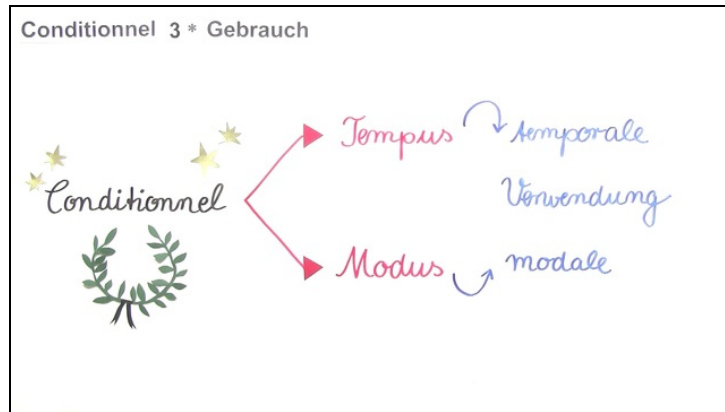 Conditionnel 3 * Gebrauch
Tempus temporale
Conditionnel Verwendung
Modus modale